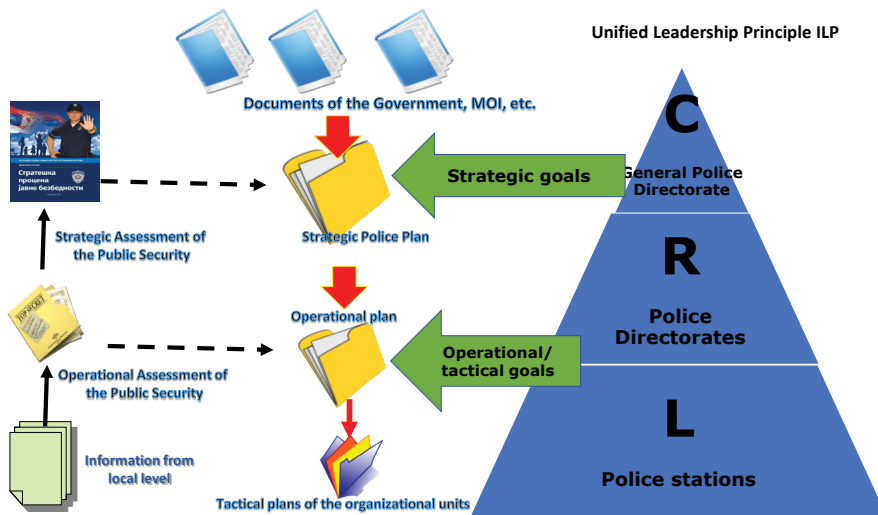 Unified Leadership Principle ILP
Documents of the Government, MOI, etc.
C
General Police
Directorate
Strategic goals
Стратешка
процена
јавне безбедности
Strategic Police Plan
Strategic Assessment of
the Public Security
R
Police
Directorates
Operational plan
TOP SECRET
Operational/
tactical goals
Operational Assessment of
the Public Security
L
Police stations
Information from
local level
Tactical plans of the organizational units